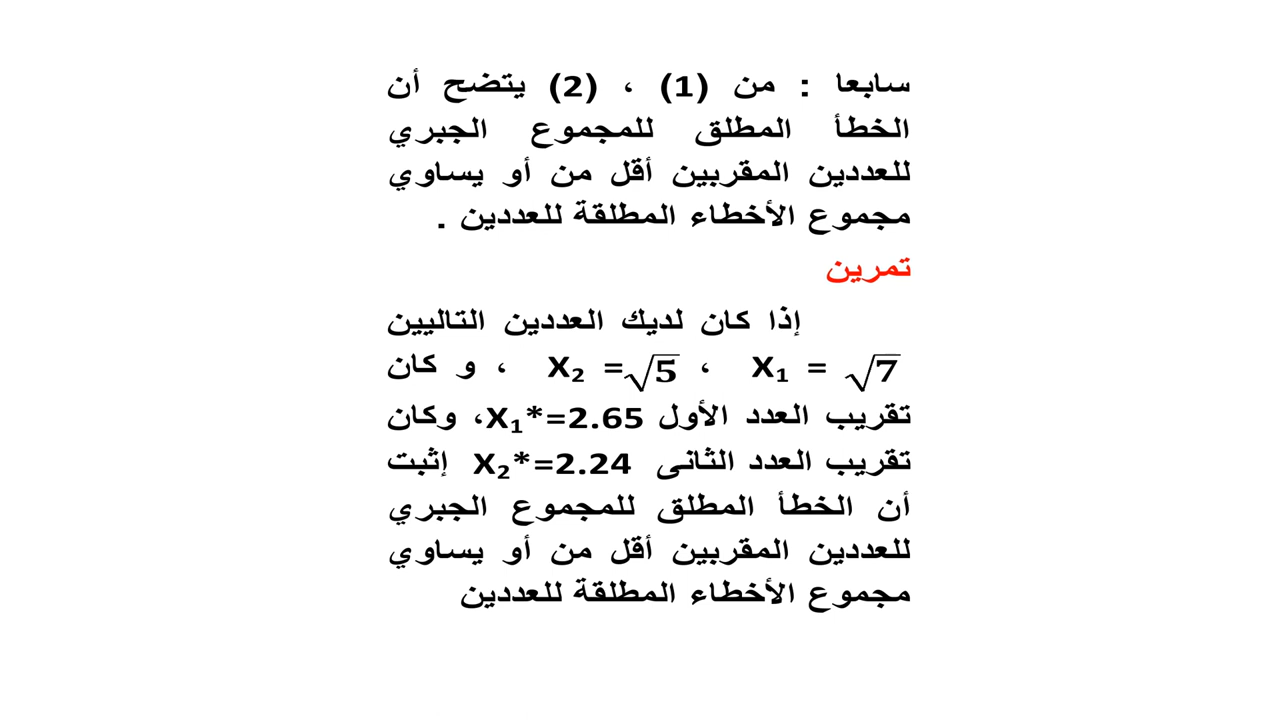 سابعا : من (1) ، (2) يتضح أن
الخطأ المطلق للمجموع الجبري
للعددين المقربين أقل من أو يساوي
مجموع الأخطاء المطلقة للعددين .
تمرين
إذا كان لديك العددين التاليين
X₁ = √7 ، X₂ =√5 ، و كان
تقريب العدد الأول X₁*=2.65، وكان
تقريب العدد الثانى X₂*=2.24 إثبت
أن الخطأ المطلق للمجموع الجبري
للعددين المقربين أقل من أو يساوي
مجموع الأخطاء المطلقة للعددين